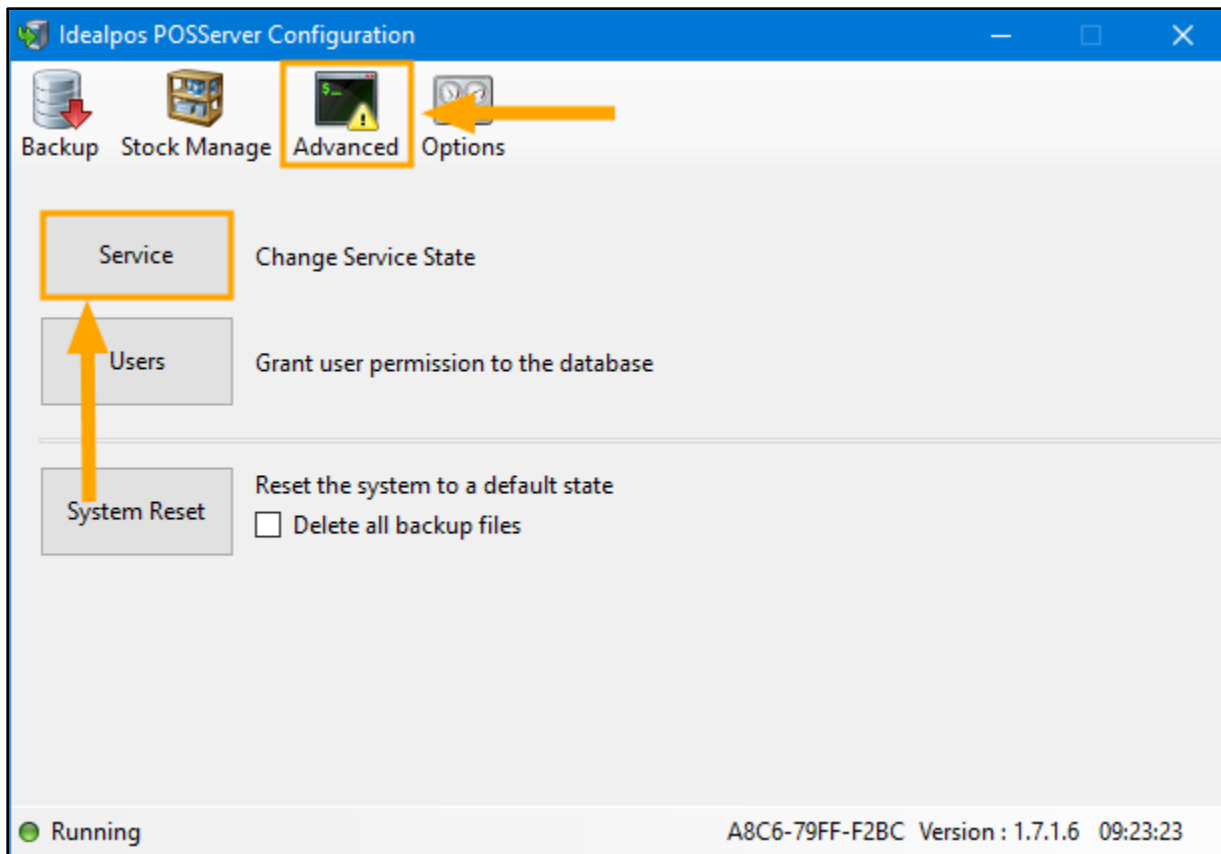 Idealpos POSServer Configuration
$_
Backup Stock Manage Advanced Options
Service Change Service State
Users Grant user permission to the database
System Reset Reset the system to a default state
Delete all backup files
Running A8C6-79FF-F2BC Version : 1.7.1.6 09:23:23